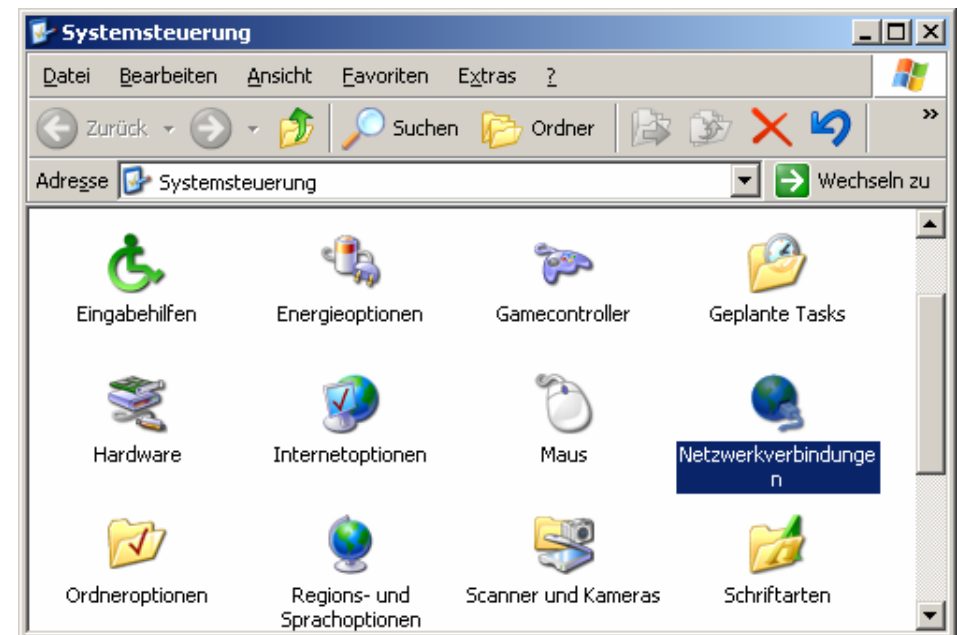 Systemsteuerung
Datei Bearbeiten Ansicht Favoriten Extras ?
Zurück Suchen Ordner »
Adresse Systemsteuerung Wechseln zu
Eingabehilfen Energieoptionen Gamecontroller Geplante Tasks
Hardware Internetoptionen Maus Netzwerkverbindunge
n
Ordneroptionen Regions- und Scanner und Kameras Schriftarten
Sprachoptionen